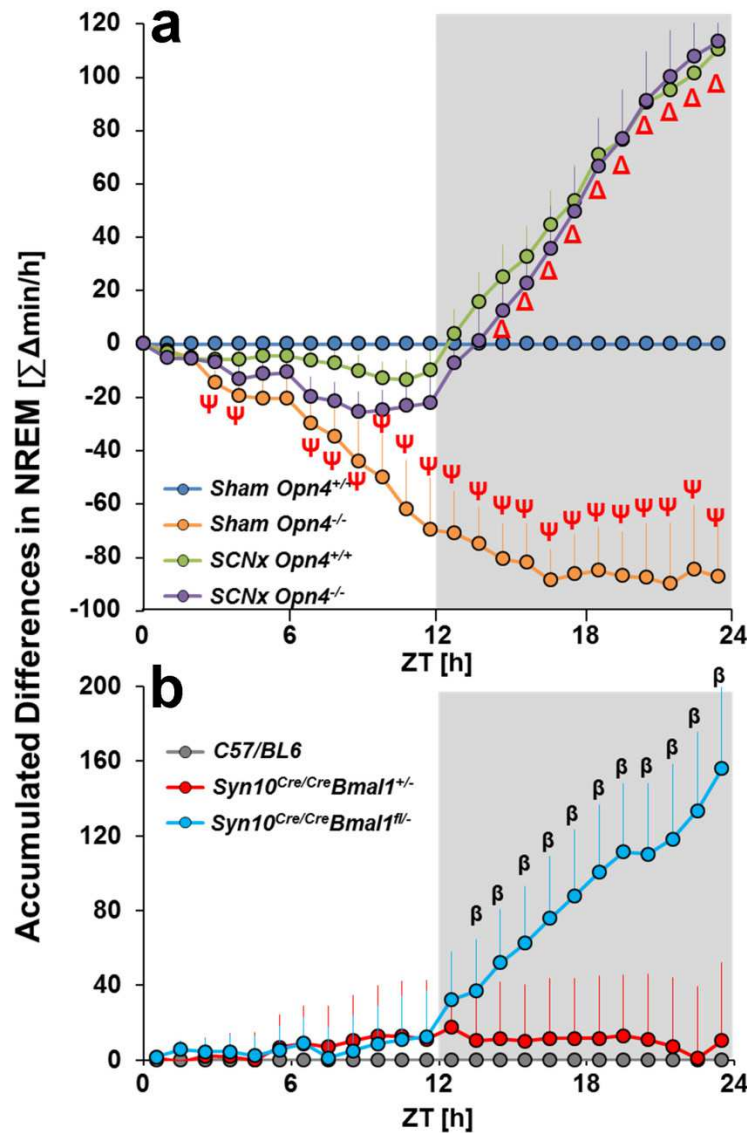 a
Accumulated Differences in NREM [∑Δmin/h]
120
100
80
60
40
20
0
-20
-40
-60
-80
-100
Δ Δ Δ Δ Δ Δ Δ Δ Δ Δ
Ψ Ψ Ψ Ψ Ψ Ψ Ψ Ψ Ψ Ψ Ψ Ψ Ψ Ψ Ψ Ψ Ψ Ψ Ψ Ψ
Sham Opn4+/+
Sham Opn4-/-
SCNx Opn4+/+
SCNx Opn4-/-
0 6 12 18 24
ZT [h]
b
200
160
120
80
40
0
C57/BL6
Syn10Cre/CreBmal1+/-
Syn10Cre/CreBmal1fl/-
β β β β β β β β β β β
0 6 12 18 24
ZT [h]